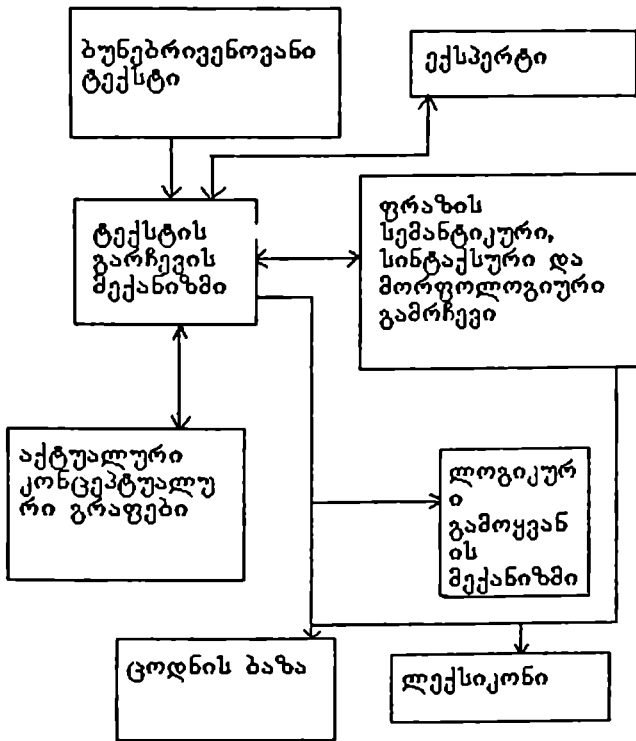 ბუნებრივენოვანი
ტექსტი
ექსპერტი
ტექსტის
გარჩევის
მექანიზმი
ფრაზის
სემანტიკური,
სინტაქსური და
მორფოლოგიური
გამრჩევი
აქტუალური
კონცეპტუალუ
რი გრაფები
ლოგიკურ
ი
გამოყვან
ის
მექანიზმი
ცოდნის ბაზა
ლექსიკონი